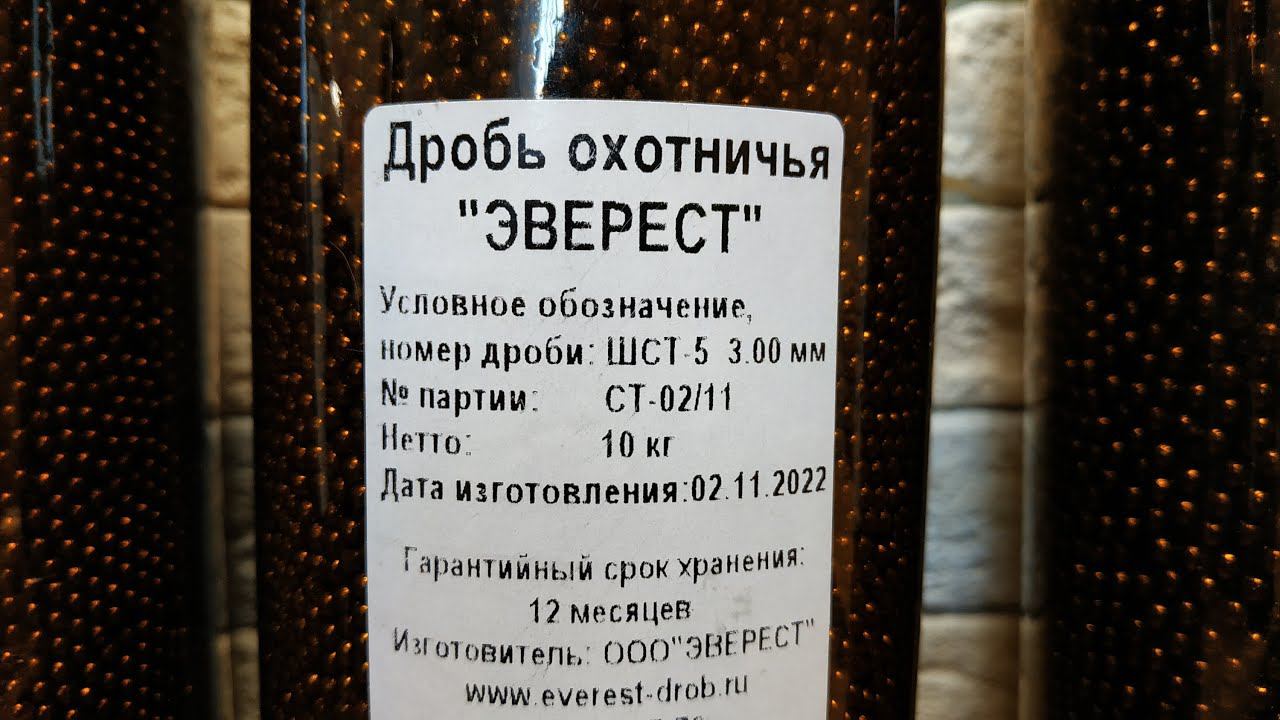 Дробь охотничья
"ЭВЕРЕСТ"
Условное обозначение,
номер дроби: ШСТ-5 3.00 мм
№ партии: СТ-02/11
Нетто: 10 кг
Дата изготовления:02.11.2022
Гарантийный срок хранения:
12 месяцев
Изготовитель: ООО"ЭВЕРЕСТ"
www.everest-drob.ru